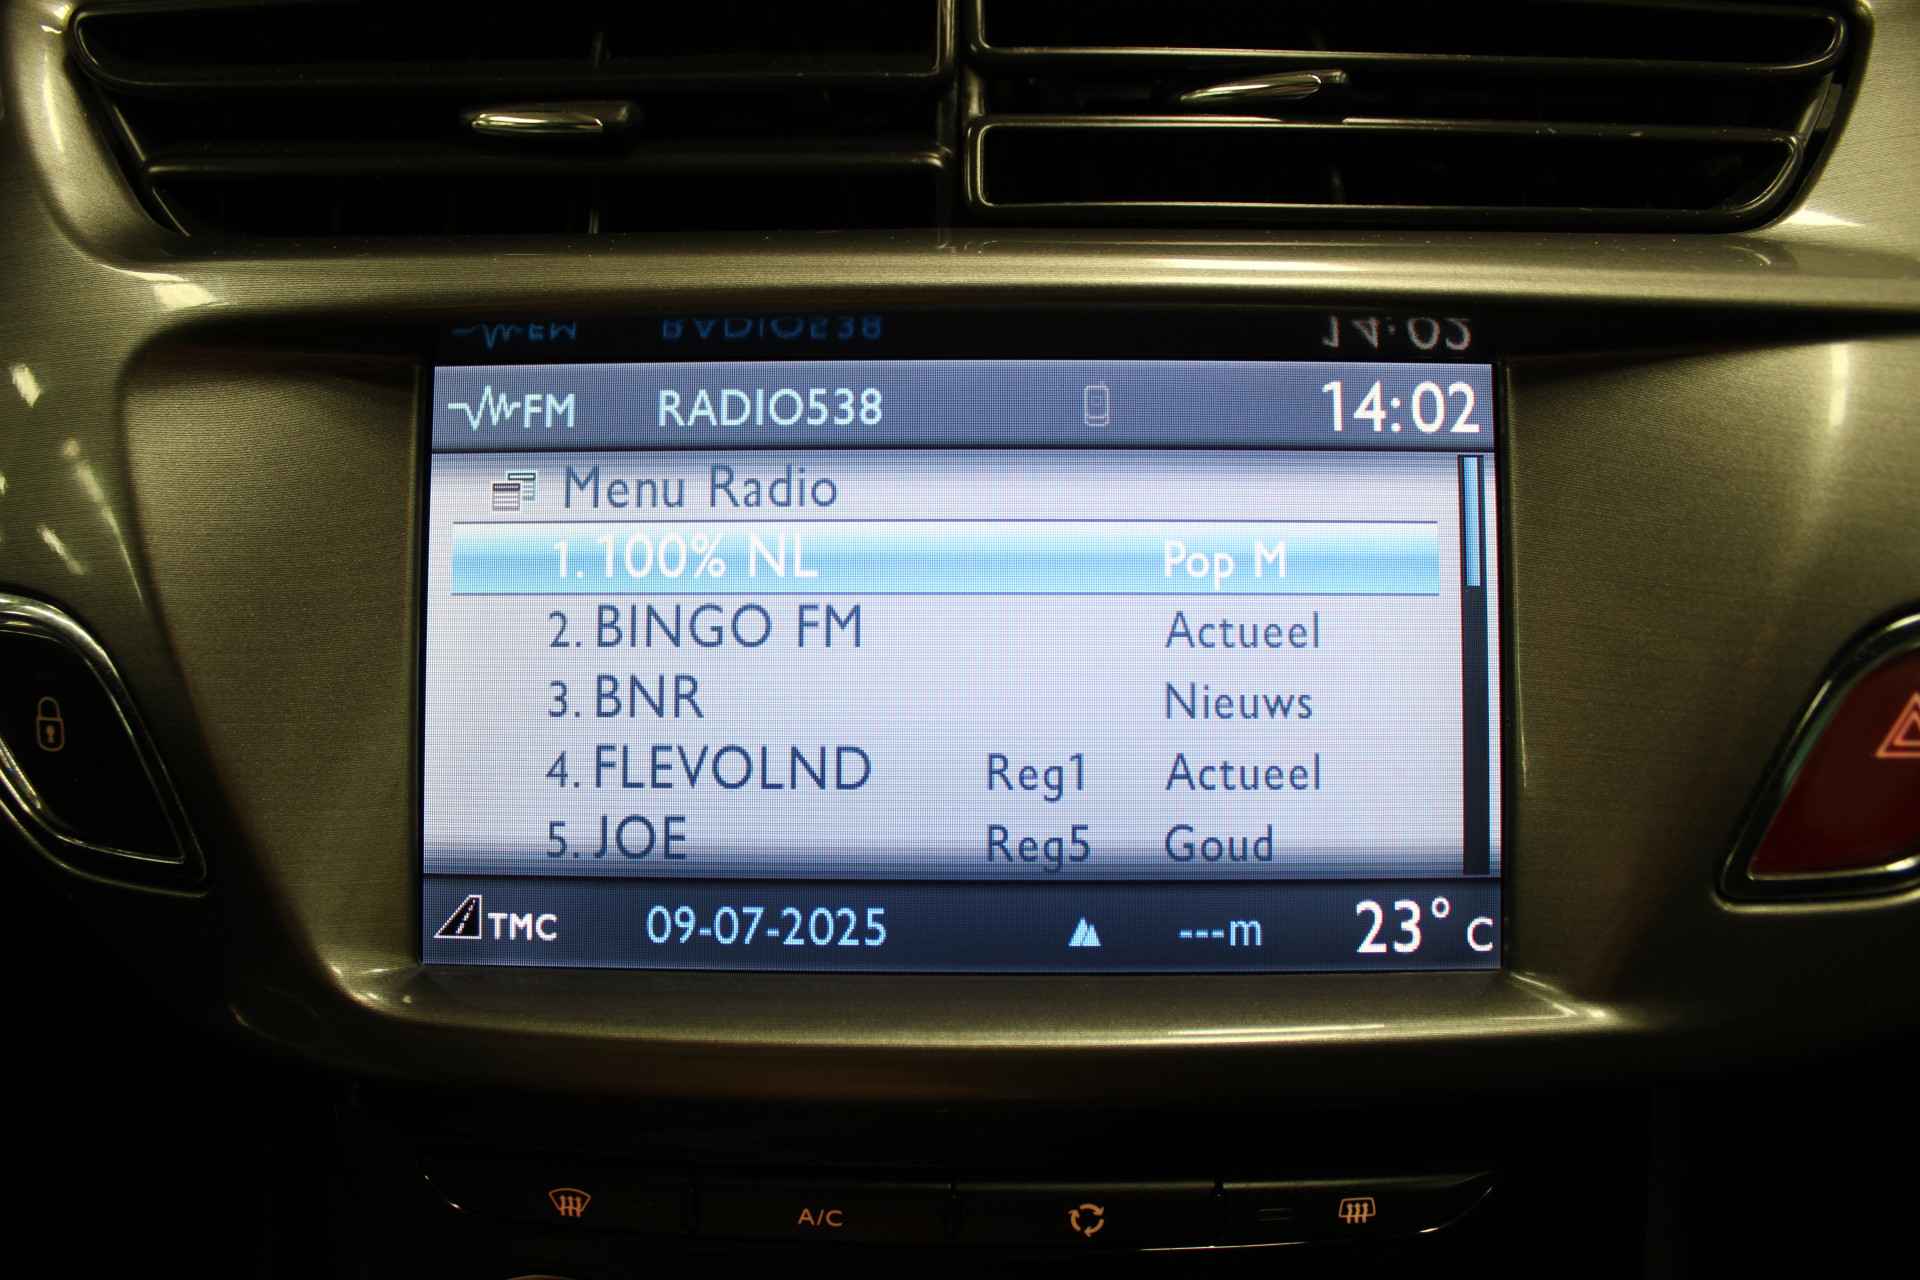 FM RADIO538 14:02
Menu Radio
1. 100% NL Pop M
2. BINGO FM Actueel
3. BNR Nieuws
4. FLEVOLND Reg1 Actueel
5. JOE Reg5 Goud
TMC 09-07-2025 ---m 23° C
A/C